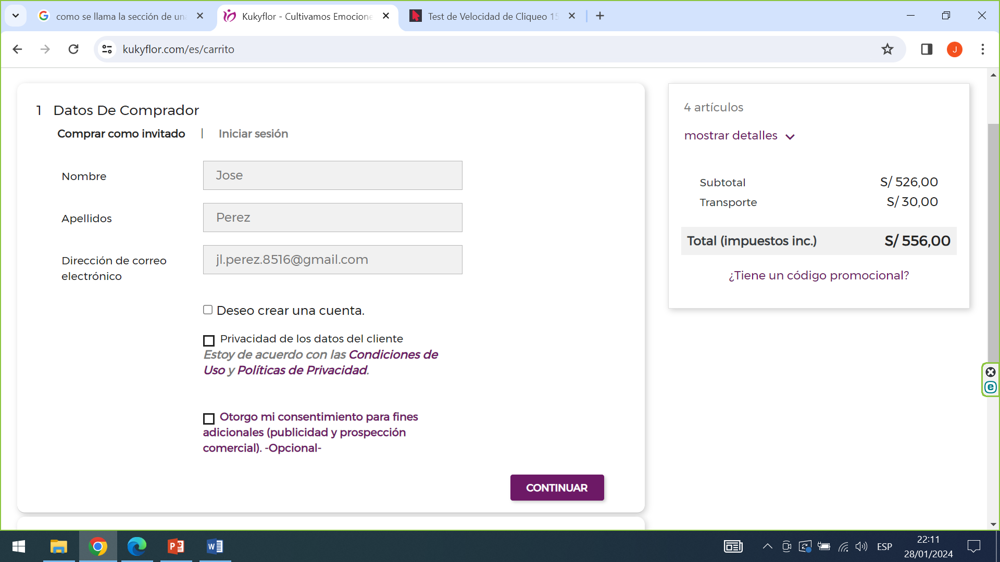 como se llama la sección de un
Kukyflor - Cultivamos Emocione
Test de Velocidad de Cliqueo 15
kukyflor.com/es/carrito
J
1 Datos De Comprador
Comprar como invitado | Iniciar sesión
Nombre
Jose
Apellidos
Perez
Dirección de correo
electrónico
jl.perez.8516@gmail.com
Deseo crear una cuenta.
Privacidad de los datos del cliente
Estoy de acuerdo con las Condiciones de
Uso y Políticas de Privacidad.
Otorgo mi consentimiento para fines
adicionales (publicidad y prospección
comercial). -Opcional-
CONTINUAR
4 artículos
mostrar detalles
Subtotal S/ 526,00
Transporte S/ 30,00
Total (impuestos inc.) S/ 556,00
¿Tiene un código promocional?
ESP
22:11
28/01/2024